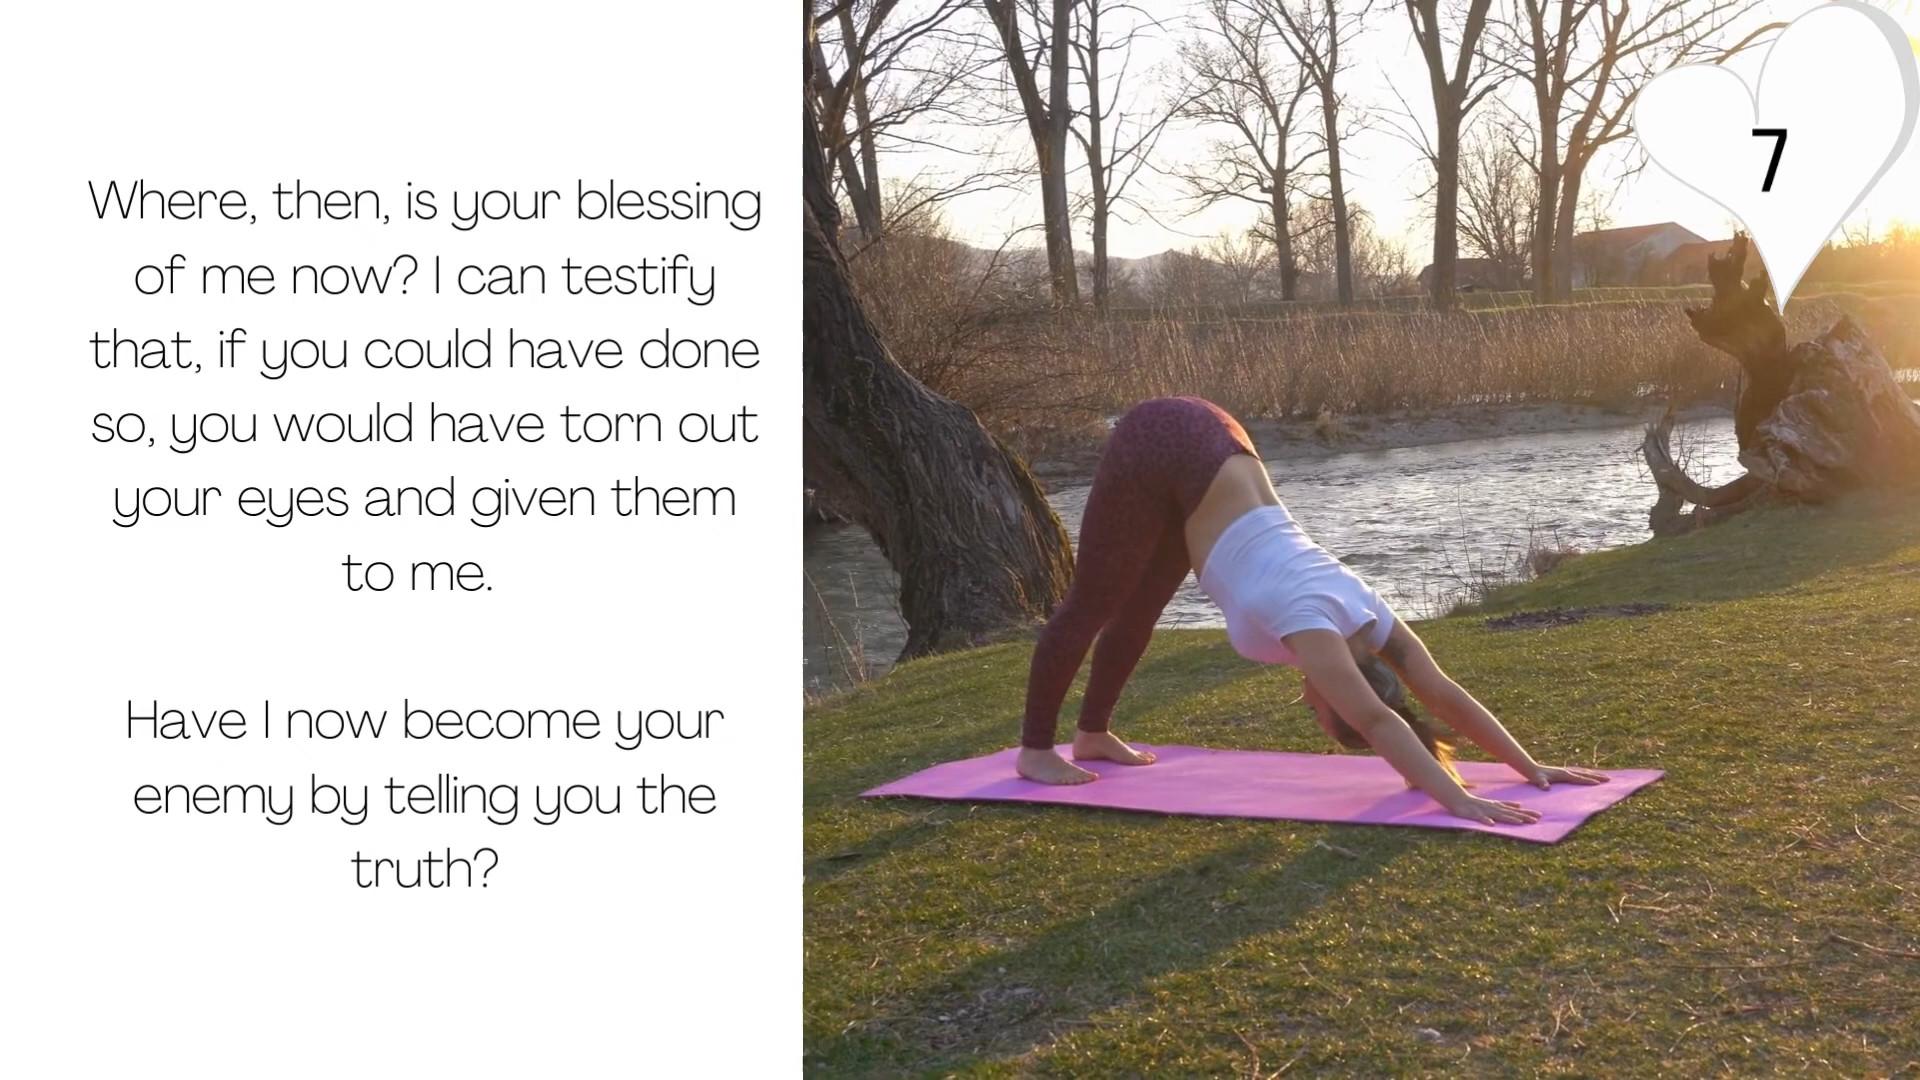 Where, then, is your blessing
of me now? I can testify
that, if you could have done
so, you would have torn out
your eyes and given them
to me.
Have I now become your
enemy by telling you the
truth?
7